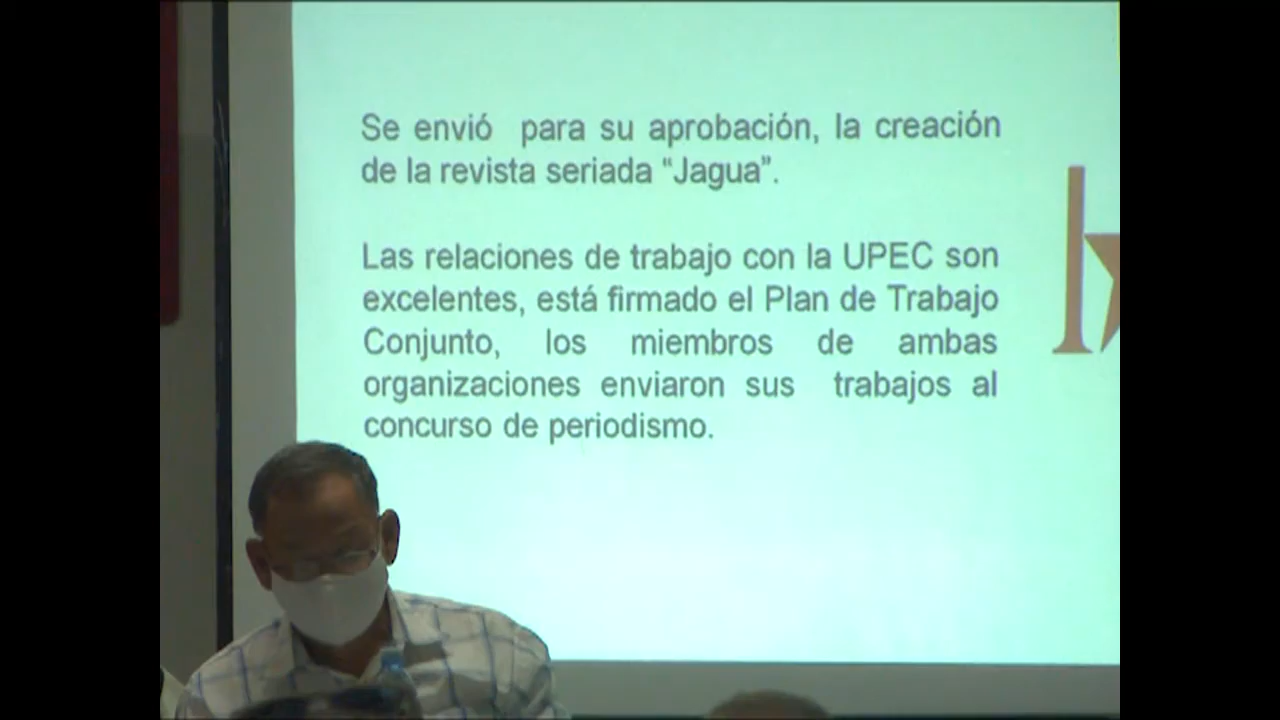 Se envió para su aprobación, la creación
de la revista seriada “Jagua”.
Las relaciones de trabajo con la UPEC son
excelentes, está firmado el Plan de Trabajo
Conjunto, los miembros de ambas
organizaciones enviaron sus trabajos al
concurso de periodismo.